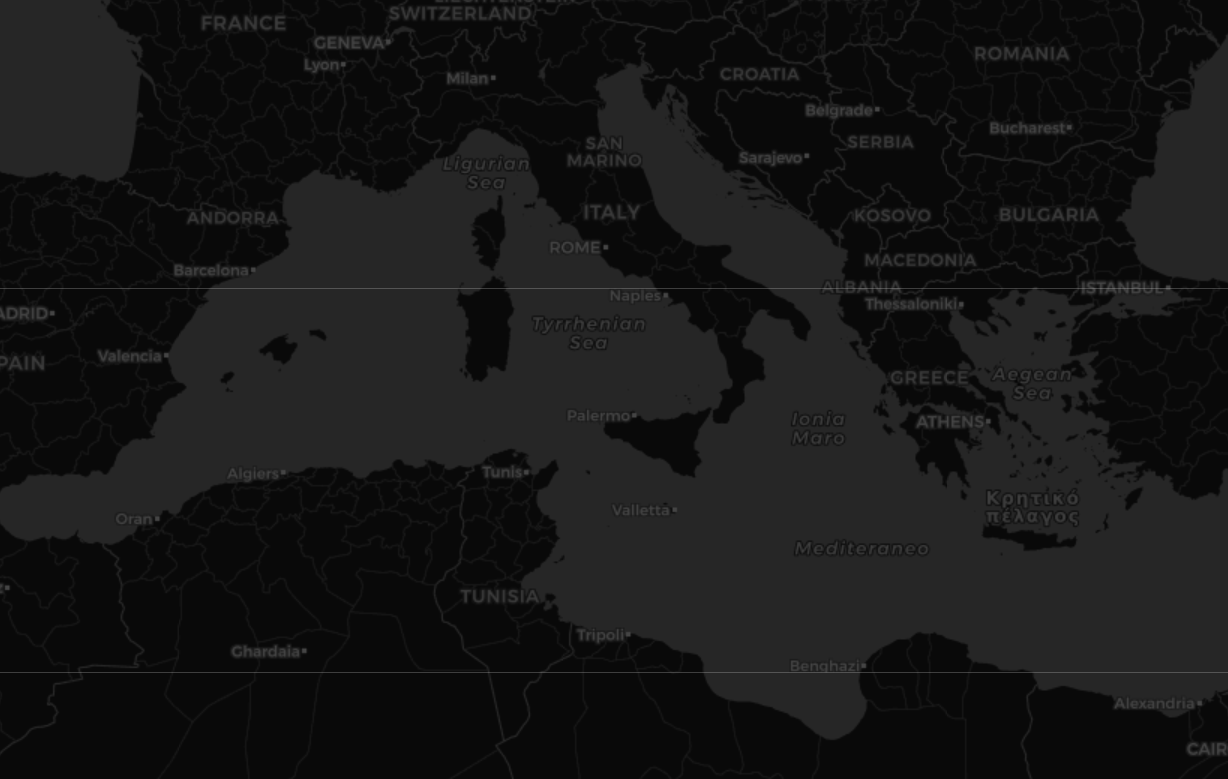 LIECHTENSTEIN
SWITZERLAND
FRANCE
GENEVA
Lyon
Milan
CROATIA
ROMANIA
Belgrade
Bucharest
SAN
MARINO
SERBIA
Sarajevo
Ligurian
Sea
ANDORRA
ITALY
KOSOVO
BULGARIA
ROME
MACEDONIA
Barcelona
ALBANIA
ISTANBUL
Naples
Thessaloniki
ADRID
Tyrrhenian
Sea
Valencia
PAIN
GREECE
Aegean
Sea
Palermo
Ionia
Maro
ATHENS
Algiers
Tunis
Κρητικό
πέλαγος
Valletta
Oran
Mediteraneo
TUNISIA
Tripoli
Ghardaïa
Benghazi
Alexandria
CAIR